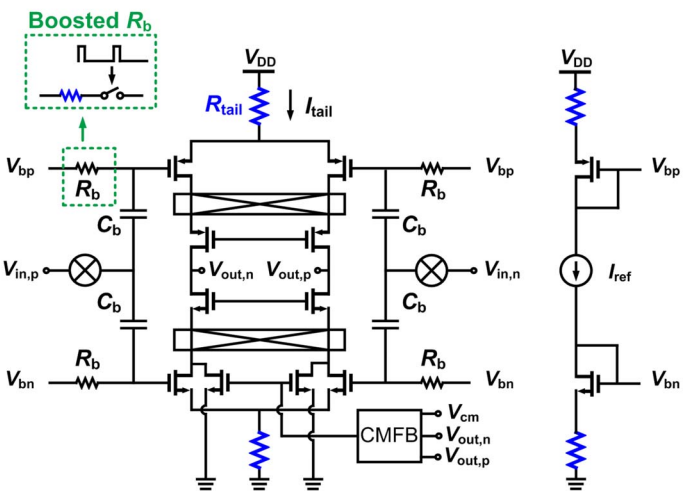 Boosted Rb
VDD
VDD
Rtail
Itail
Vbp
Vbp
Vbp
Rb
Rb
Cb
Cb
Vin,p
Vout,n
Vout,p
Vin,n
Iref
Cb
Cb
Rb
Rb
Vbn
Vbn
Vbn
Vcm
CMFB
Vout,n
Vout,p